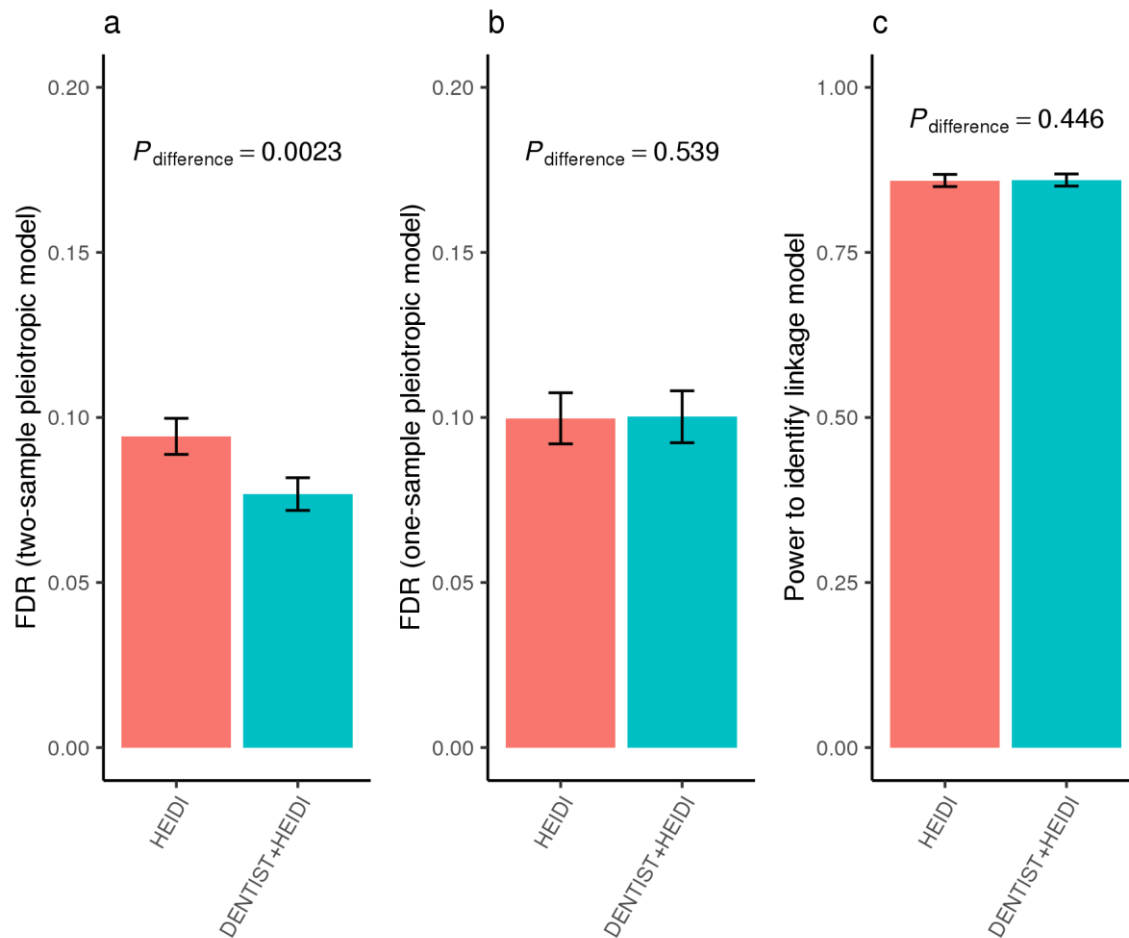 a
FDR (two-sample pleiotropic model)
0.20
0.15
0.10
0.05
0.00
P difference = 0.0023
HEIDI
DENTIST+HEIDI
b
FDR (one-sample pleiotropic model)
0.20
0.15
0.10
0.05
0.00
P difference = 0.539
HEIDI
DENTIST+HEIDI
c
Power to identify linkage model
1.00
0.75
0.50
0.25
0.00
P difference = 0.446
HEIDI
DENTIST+HEIDI